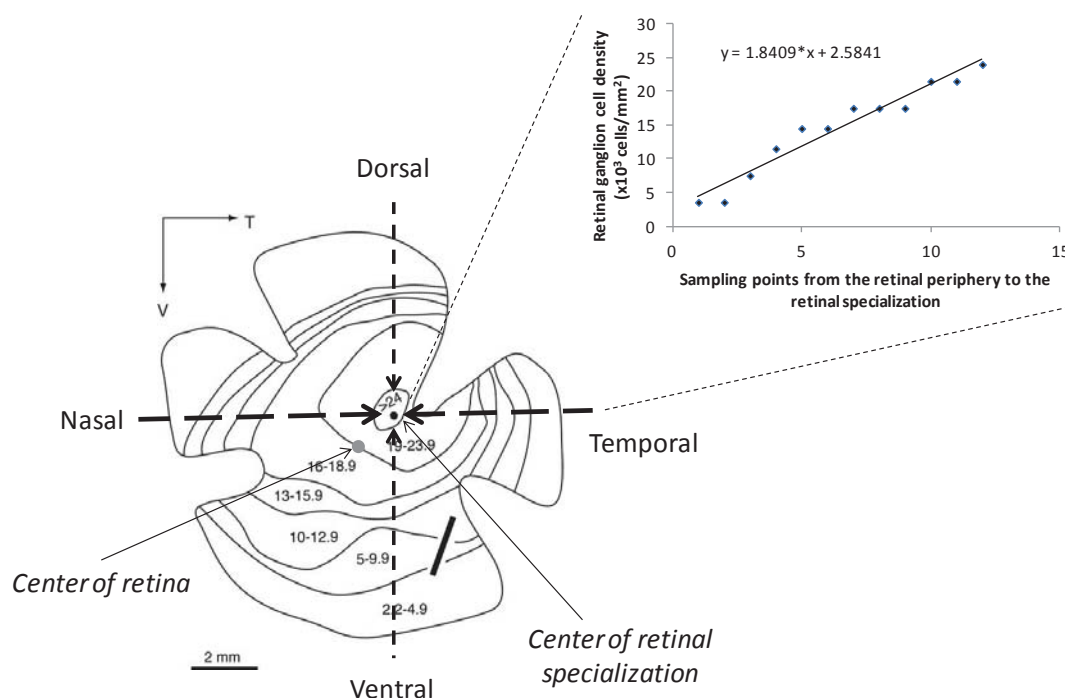 y = 1.8409*x + 2.5841
Retinal ganglion cell density
(x10³ cells/mm²)
30
25
20
15
10
5
0
0
5
10
15
Sampling points from the retinal periphery to the
retinal specialization
Dorsal
T
V
Nasal
Temporal
>24
19-23.9
16-18.9
13-15.9
10-12.9
5-9.9
2.2-4.9
Center of retina
Center of retinal
specialization
2 mm
Ventral